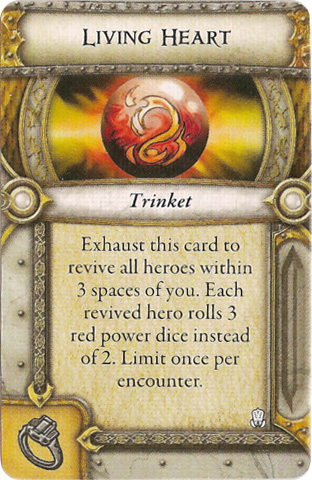 Living Heart
Trinket
Exhaust this card to
revive all heroes within
3 spaces of you. Each
revived hero rolls 3
red power dice instead
of 2. Limit once per
encounter.